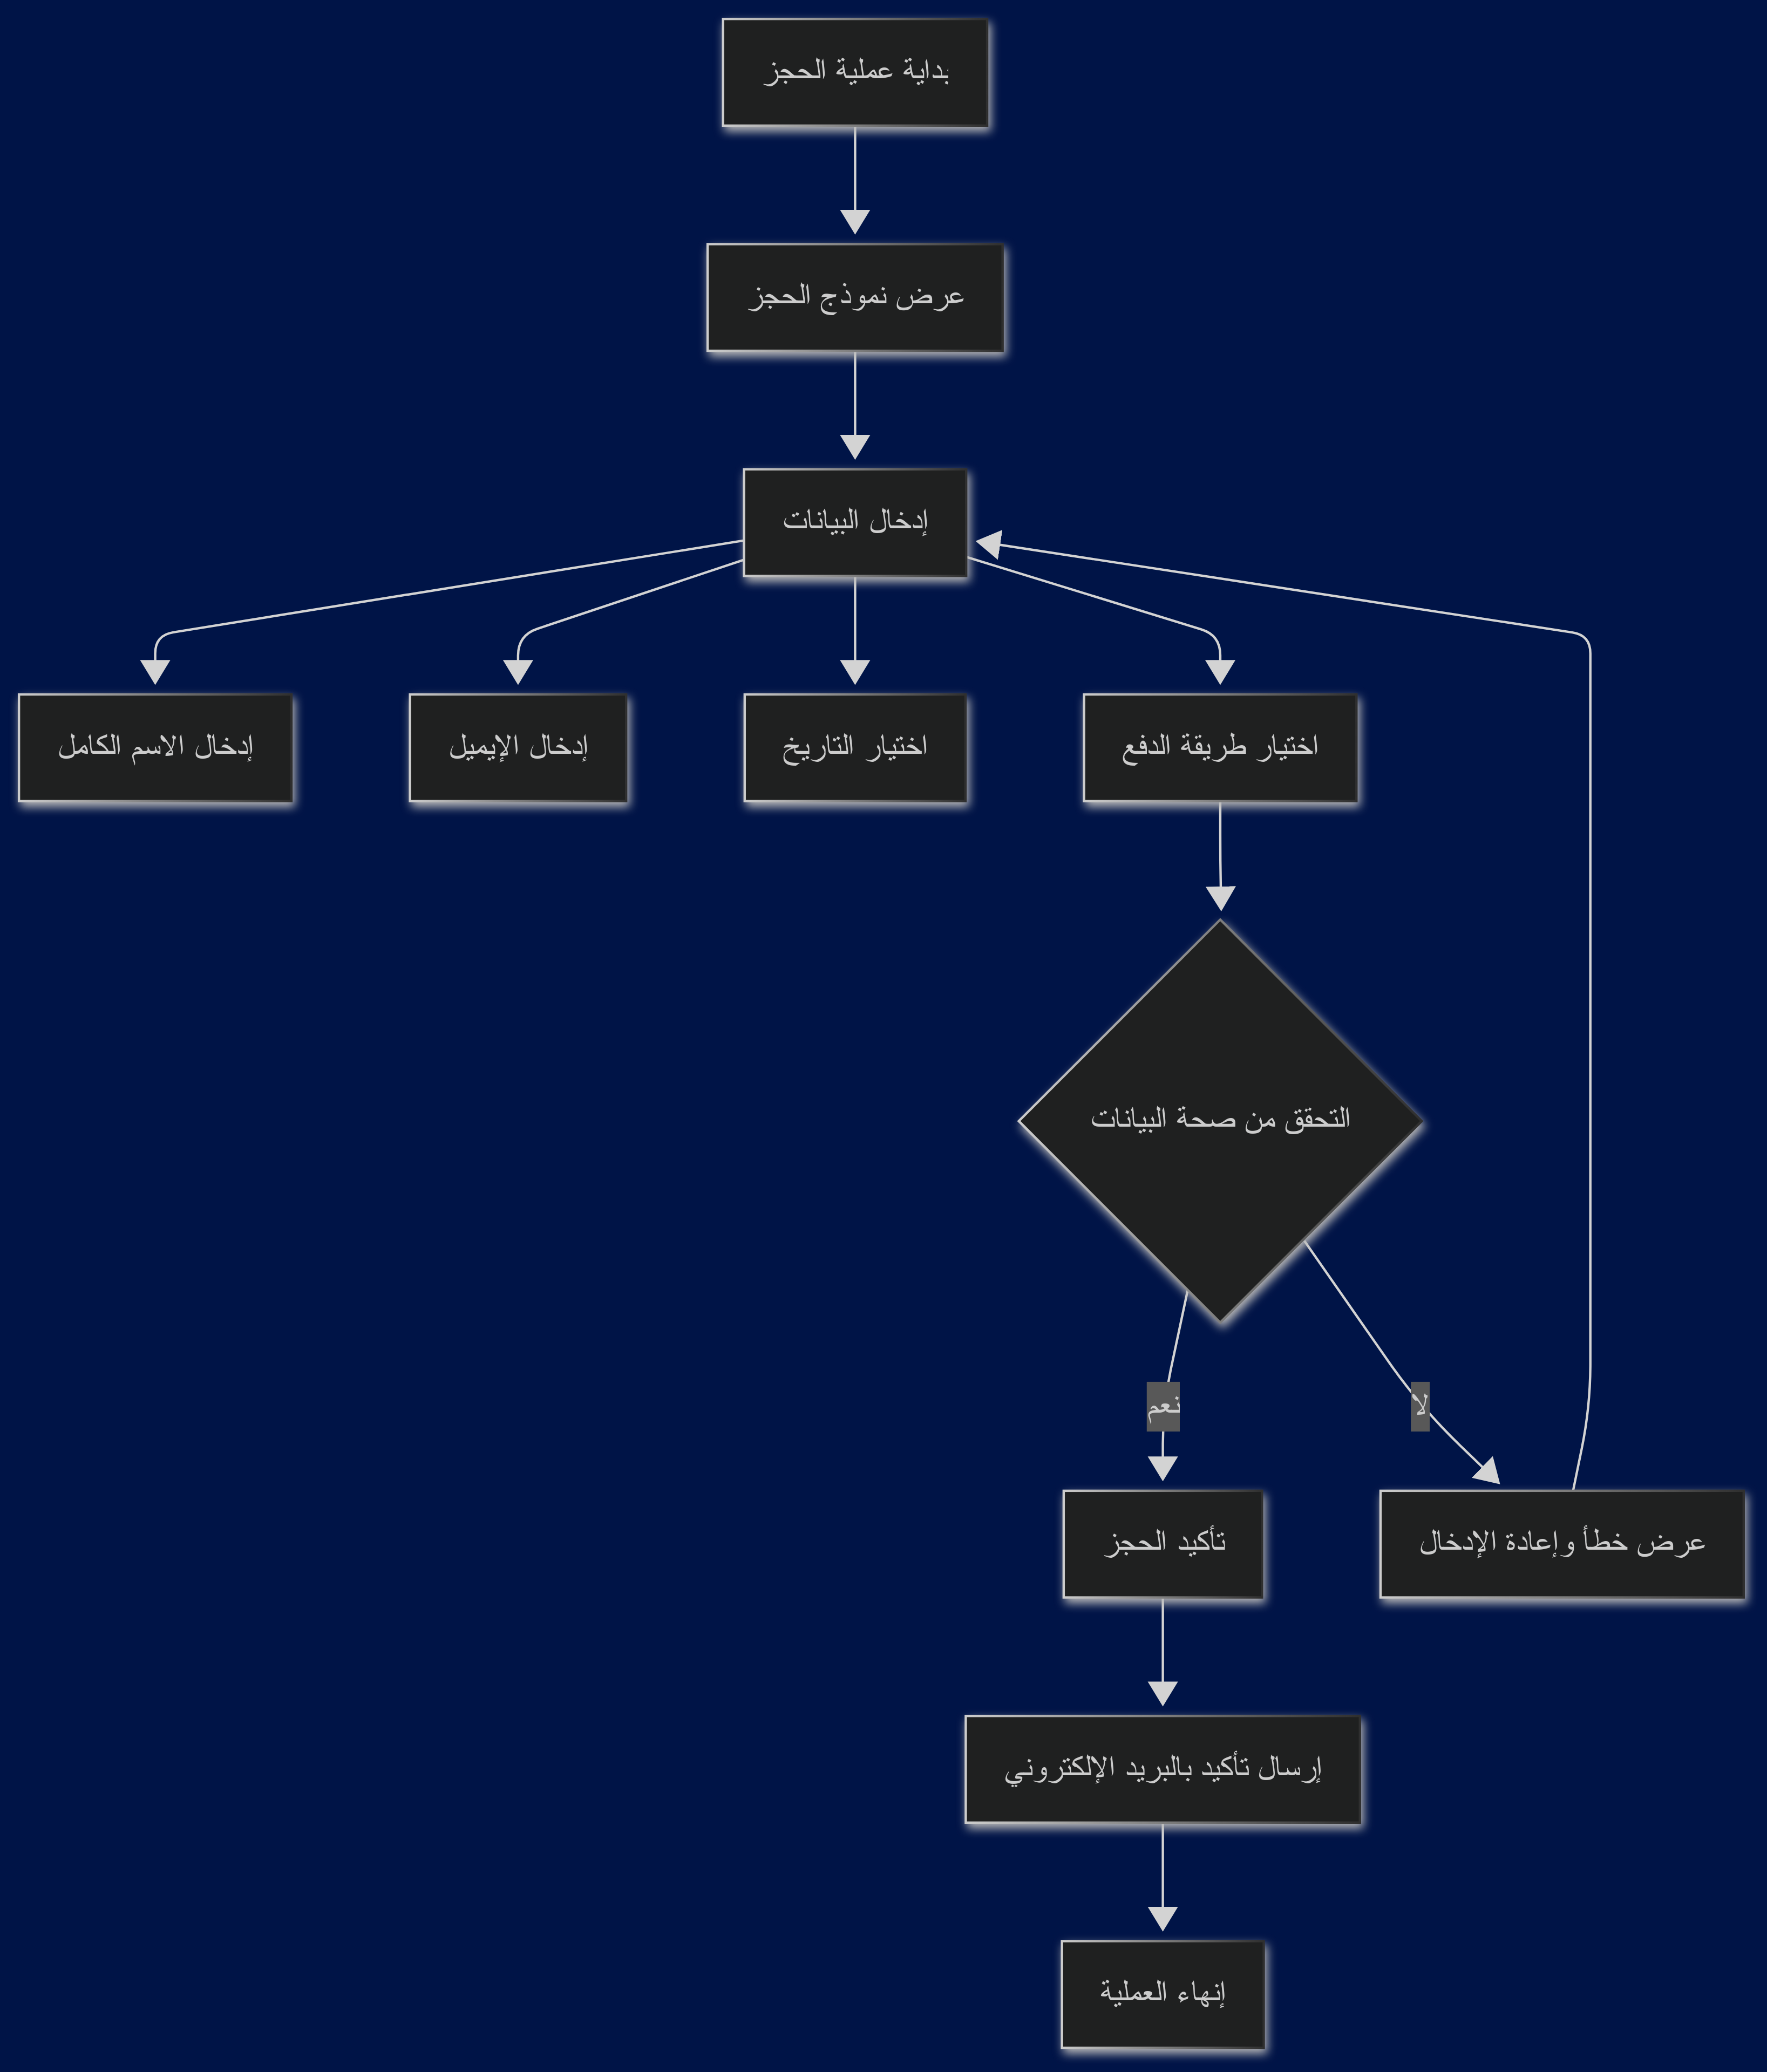 بداية عملية الحجز
عرض نموذج الحجز
إدخال البيانات
اختيار طريقة الدفع
اختيار التاريخ
إدخال الإيميل
إدخال الاسم الكامل
التحقق من صحة البيانات
لا
نعم
عرض خطأ وإعادة الإدخال
تأكيد الحجز
إرسال تأكيد بالبريد الإلكتروني
إنهاء العملية